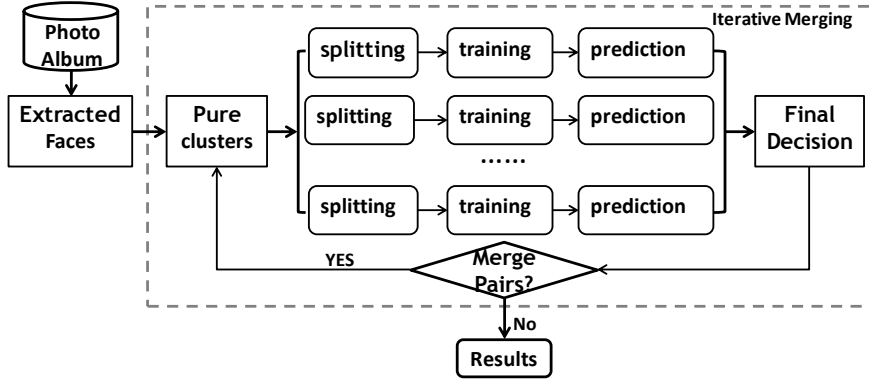 Photo
Album
Iterative Merging
splitting
training
prediction
Extracted
Faces
Pure
clusters
splitting
training
prediction
Final
Decision
......
splitting
training
prediction
YES
Merge
Pairs?
No
Results